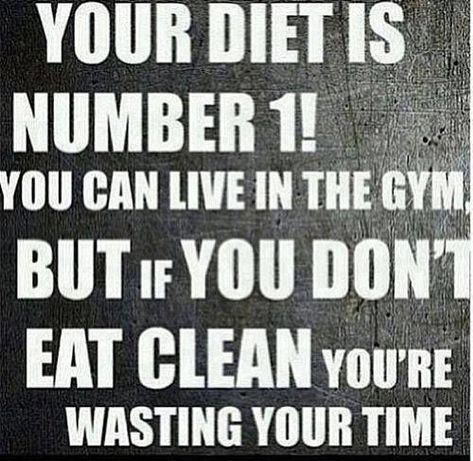 YOUR DIET IS
NUMBER 1!
YOU CAN LIVE IN THE GYM
BUT IF YOU DON'T
EAT CLEAN YOU'RE
WASTING YOUR TIME